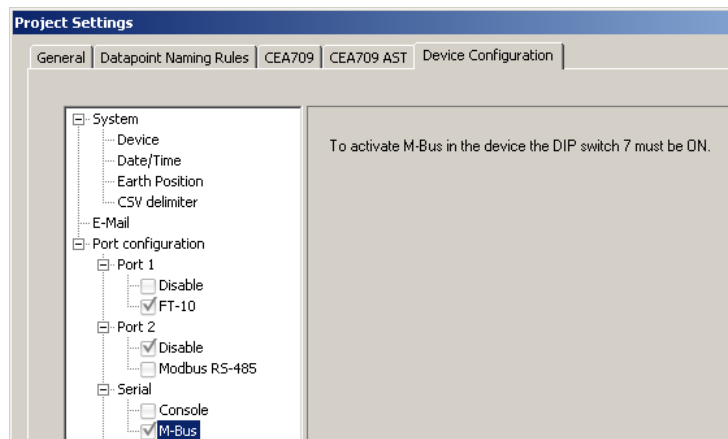 Project Settings
General Datapoint Naming Rules CEA709 CEA709 AST Device Configuration
System
Device
Date/Time
Earth Position
CSV delimiter
E-Mail
Port configuration
Port 1
Disable
FT-10
Port 2
Disable
Modbus RS-485
Serial
Console
M-Bus
To activate M-Bus in the device the DIP switch 7 must be ON.